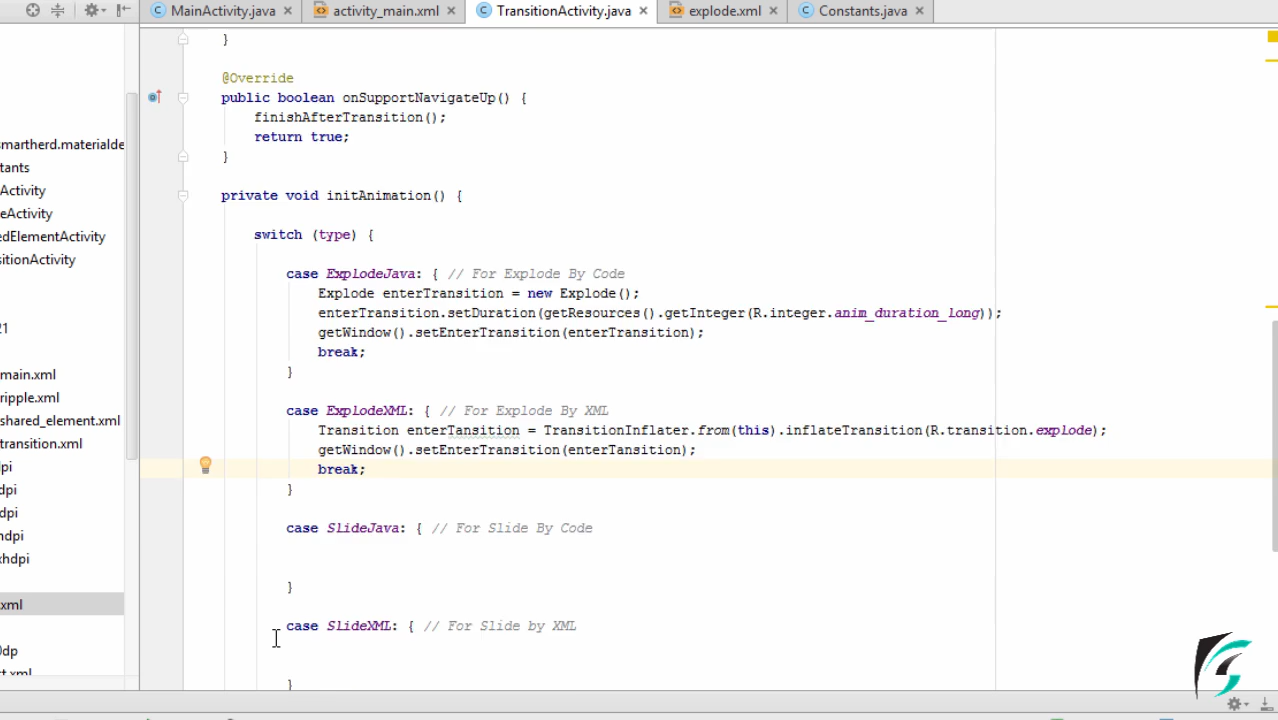 MainActivity.java
activity_main.xml
TransitionActivity.java
explode.xml
Constants.java
smartherd.materialde
tants
Activity
eActivity
edElementActivity
sitionActivity
21
main.xml
ripple.xml
shared_element.xml
transition.xml
pi
dpi
dpi
hdpi
xhdpi
xml
0dp
ct.xml
}
@Override
public boolean onSupportNavigateUp() {
finishAfterTransition();
return true;
}
private void initAnimation() {
switch (type) {
case ExplodeJava: { // For Explode By Code
Explode enterTransition = new Explode();
enterTransition.setDuration(getResources().getInteger(R.integer.anim_duration_long));
getWindow().setEnterTransition(enterTransition);
break;
}
case ExplodeXML: { // For Explode By XML
Transition enterTansition = TransitionInflater.from(this).inflateTransition(R.transition.explode);
getWindow().setEnterTransition(enterTansition);
break;
}
case SlideJava: { // For Slide By Code
}
case SlideXML: { // For Slide by XML
}